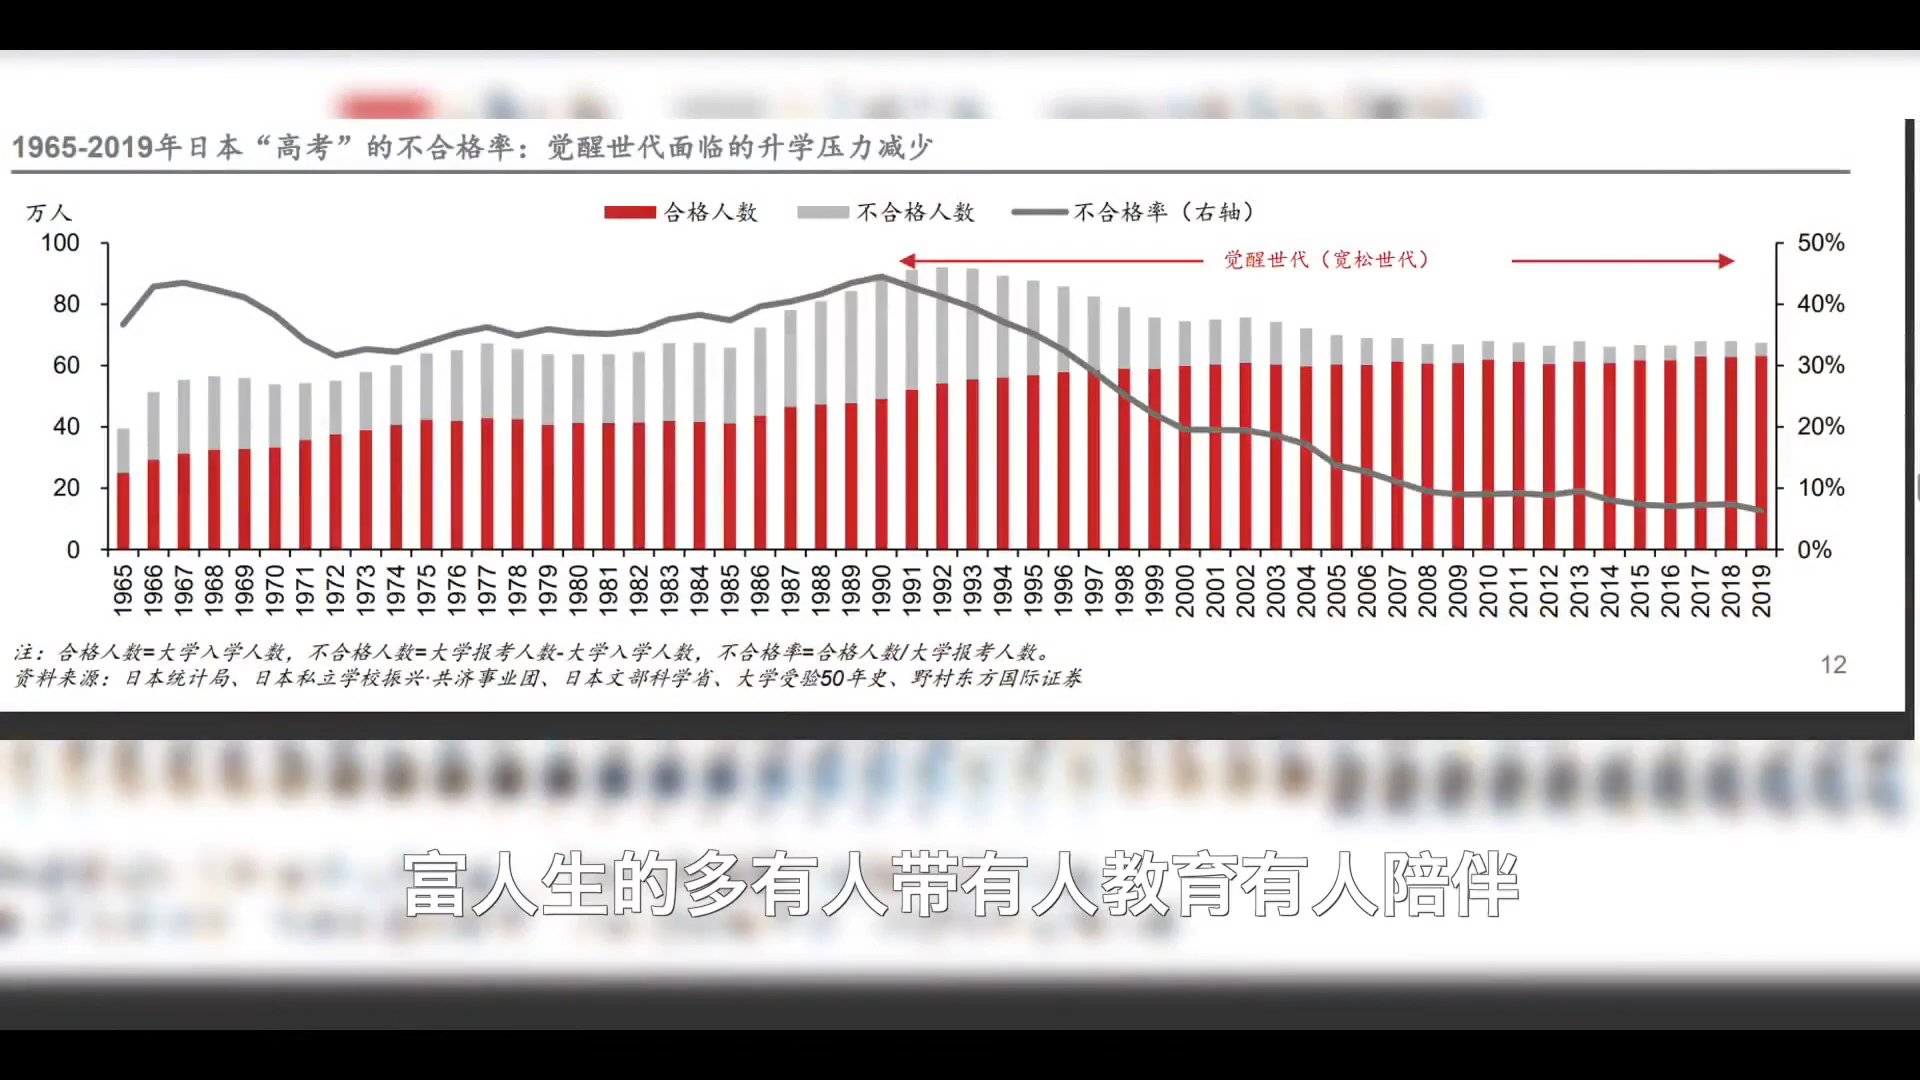 1965-2019年日本“高考”的不合格率：觉醒世代面临的升学压力减少
万人
合格人数 不合格人数 不合格率（右轴）
100
80
60
40
20
0
50%
40%
30%
20%
10%
0%
觉醒世代（宽松世代）
1965 1966 1967 1968 1969 1970 1971 1972 1973 1974 1975 1976 1977 1978 1979 1980 1981 1982 1983 1984 1985 1986 1987 1988 1989 1990 1991 1992 1993 1994 1995 1996 1997 1998 1999 2000 2001 2002 2003 2004 2005 2006 2007 2008 2009 2010 2011 2012 2013 2014 2015 2016 2017 2018 2019
注：合格人数=大学入学人数，不合格人数=大学报考人数-大学入学人数，不合格率=合格人数/大学报考人数。
资料来源：日本统计局、日本私立学校振兴·共济事业团、日本文部科学省、大学受验50年史、野村东方国际证券
12
富人生的多有人带有人教育有人陪伴